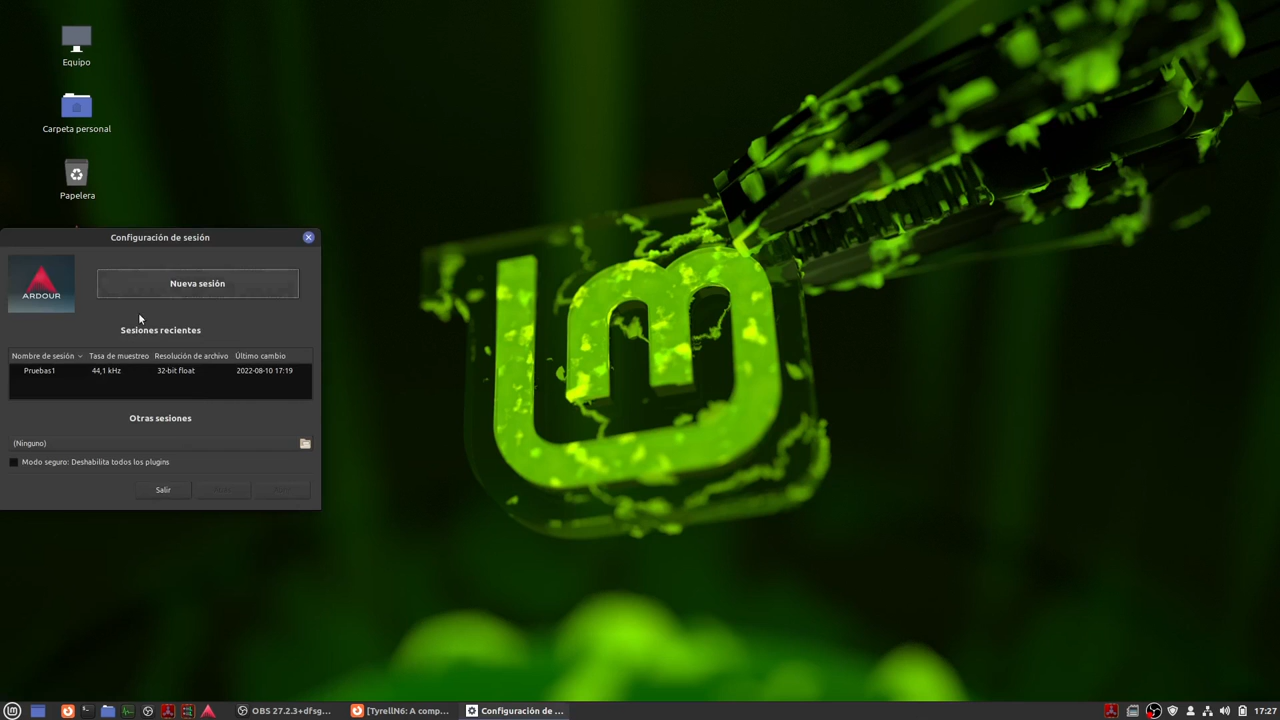 Equipo
Carpeta personal
Papelera
Configuración de sesión
ARDOUR
Nueva sesión
Sesiones recientes
Nombre de sesión Tasa de muestreo Resolución de archivo Último cambio
Pruebas1 44,1 kHz 32-bit float 2022-08-10 17:19
Otras sesiones
(Ninguno)
Modo seguro: Deshabilita todos los plugins
Salir
OBS 27.2.3+dfsg... [TyrellN6: A comp... Configuración de ... 17:27